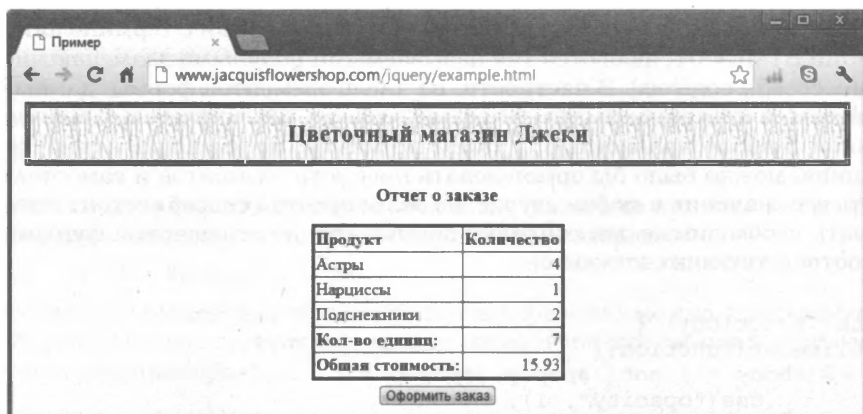 Пример
www.jacquisflowershop.com/jquery/example.html
Цветочный магазин Джеки
Отчет о заказе
Продукт Количество
Астры 4
Нарциссы 1
Подснежники 2
Кол-во единиц: 7
Общая стоимость: 15.93
Оформить заказ